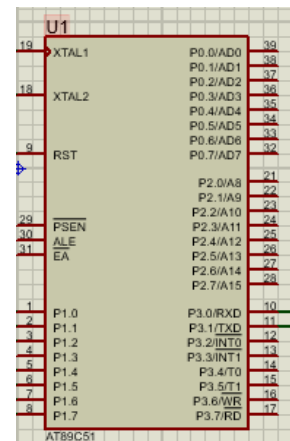 U1
19 XTAL1 P0.0/AD0 39
P0.1/AD1 38
P0.2/AD2 37
18 XTAL2 P0.3/AD3 36
P0.4/AD4 35
P0.5/AD5 34
P0.6/AD6 33
9 RST P0.7/AD7 32
P2.0/A8 21
P2.1/A9 22
P2.2/A10 23
29 PSEN P2.3/A11 24
30 ALE P2.4/A12 25
31 EA P2.5/A13 26
P2.6/A14 27
P2.7/A15 28
1 P1.0 P3.0/RXD 10
2 P1.1 P3.1/TXD 11
3 P1.2 P3.2/INT0 12
4 P1.3 P3.3/INT1 13
5 P1.4 P3.4/T0 14
6 P1.5 P3.5/T1 15
7 P1.6 P3.6/WR 16
8 P1.7 P3.7/RD 17
AT89C51